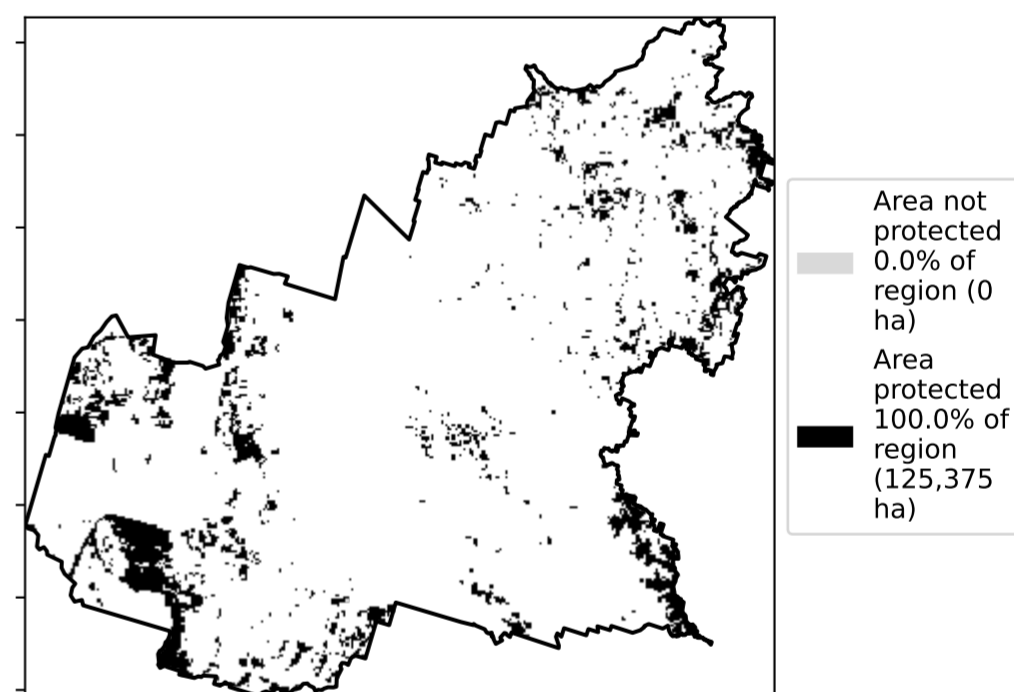 Area not
protected
0.0% of
region (0
ha)
Area
protected
100.0% of
region
(125,375
ha)